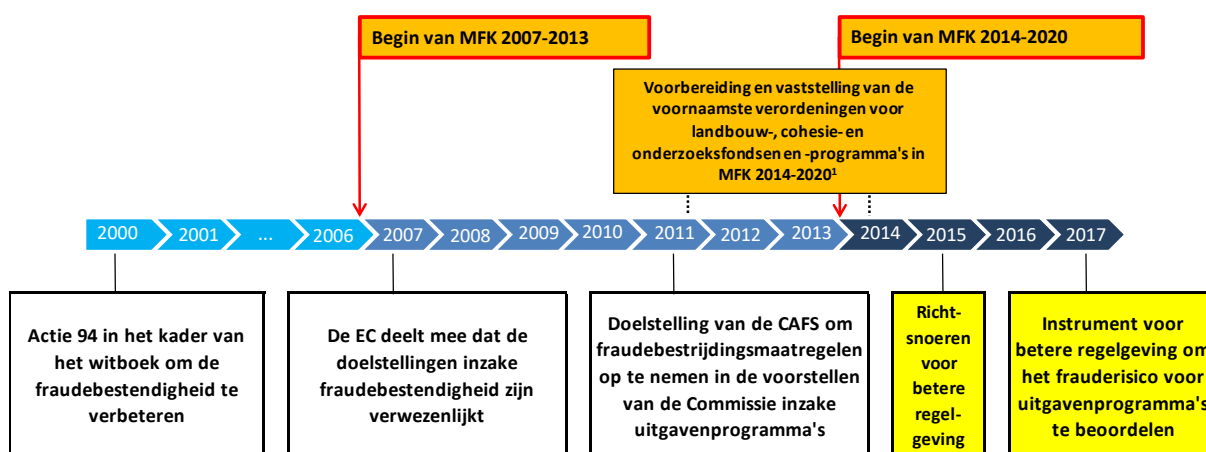 Begin van MFK 2007-2013
Begin van MFK 2014-2020
Voorbereiding en vaststelling van de
voornaamste verordeningen voor
landbouw-, cohesie- en
onderzoeksfondsen en -programma's in
MFK 2014-2020¹
2000 2001 ... 2006 2007 2008 2009 2010 2011 2012 2013 2014 2015 2016 2017
Actie 94 in het kader van
het witboek om de
fraudebestendigheid te
verbeteren
De EC deelt mee dat de
doelstellingen inzake
fraudebestendigheid zijn
verwezenlijkt
Doelstelling van de CAFS om
fraudebestrijdingsmaatregelen
op te nemen in de voorstellen
van de Commissie inzake
uitgavenprogramma's
Richt-
snoeren
voor
betere
regel-
geving
Instrument voor
betere regelgeving om
het frauderisico voor
uitgavenprogramma's
te beoordelen